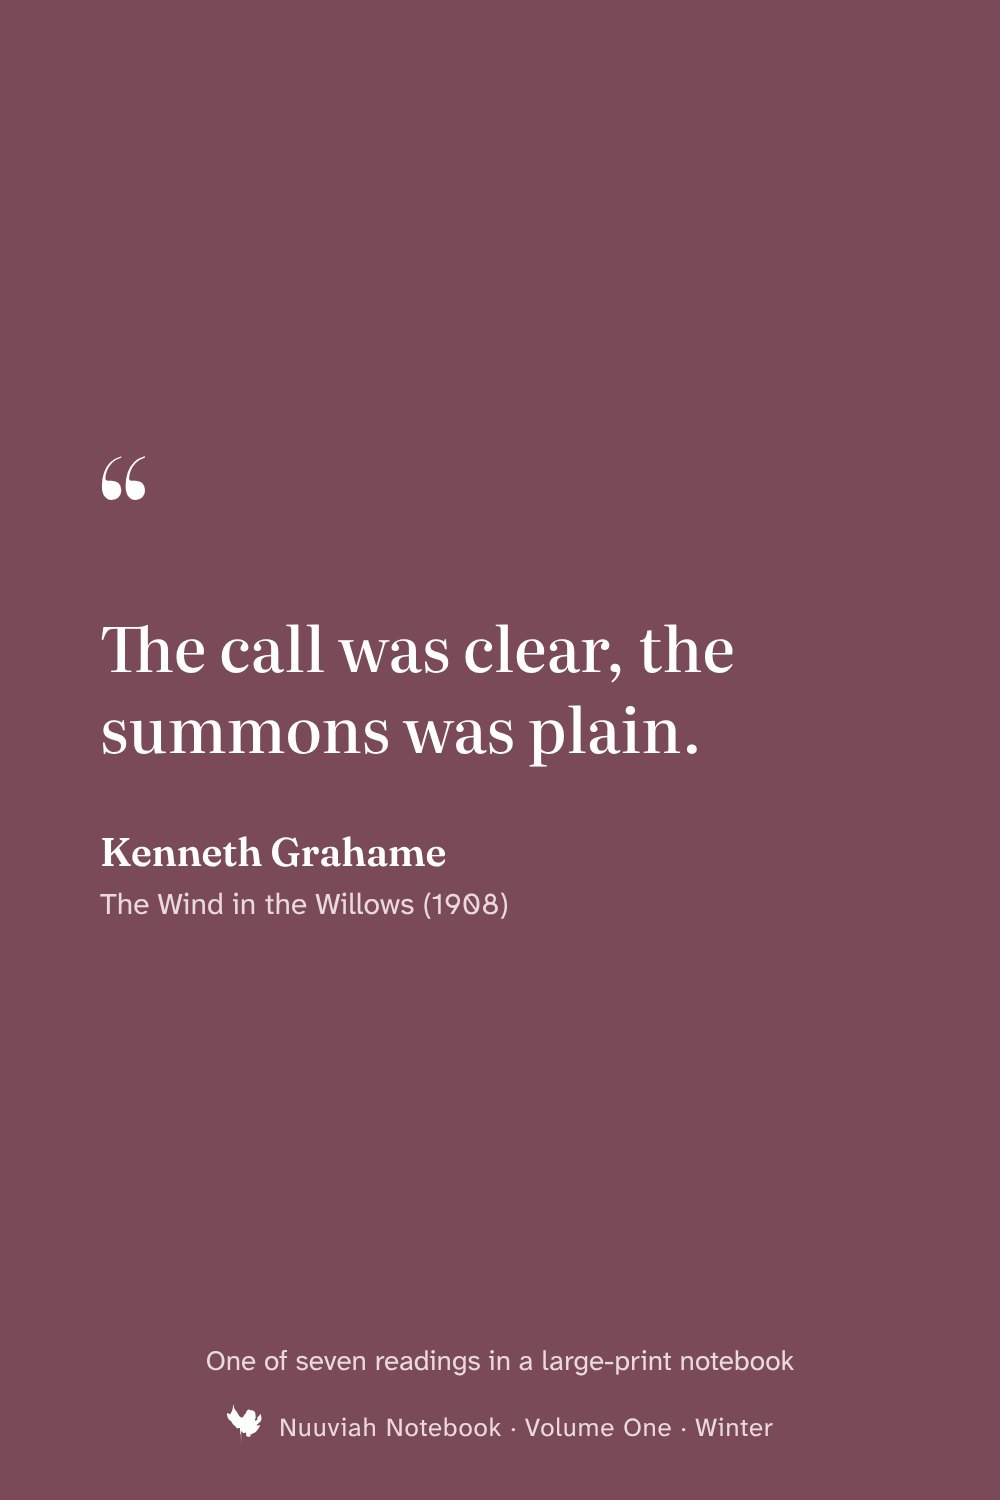 “
The call was clear, the
summons was plain.
Kenneth Grahame
The Wind in the Willows (1908)
One of seven readings in a large-print notebook
Nuuviah Notebook · Volume One · Winter